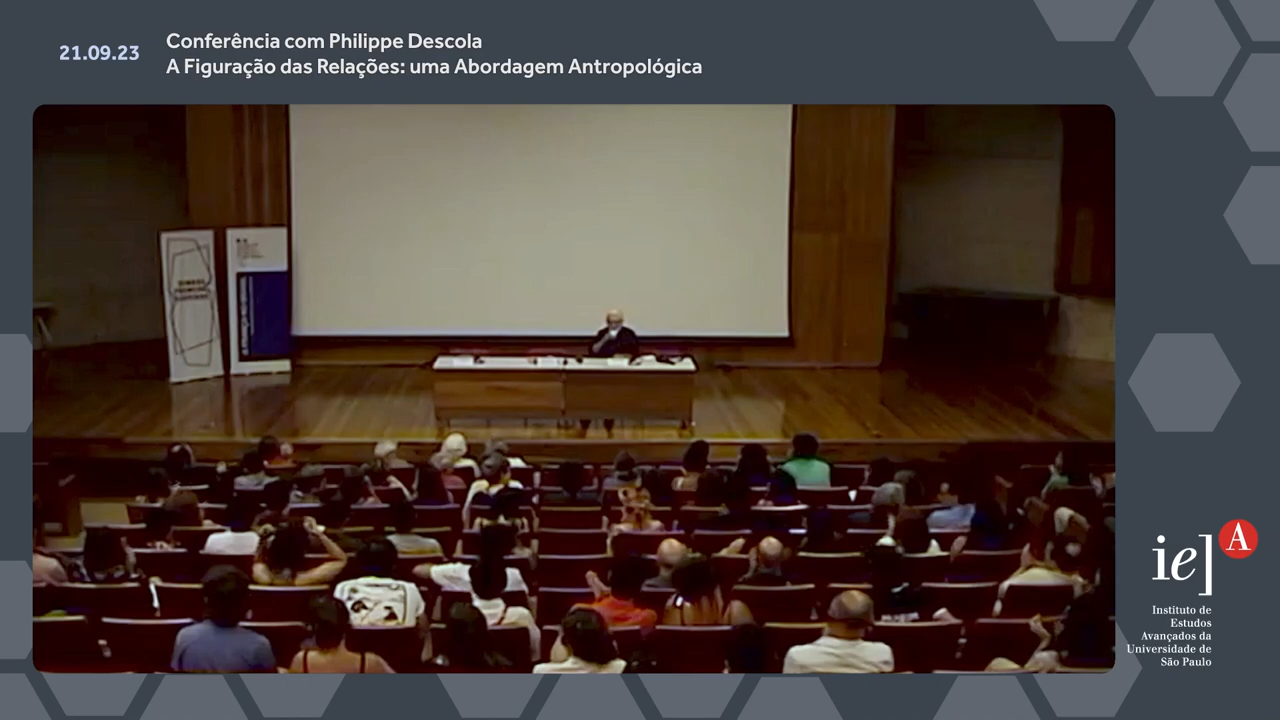 21.09.23
Conferência com Philippe Descola
A Figuração das Relações: uma Abordagem Antropológica
ie] A
Instituto de
Estudos
Avançados da
Universidade de
São Paulo